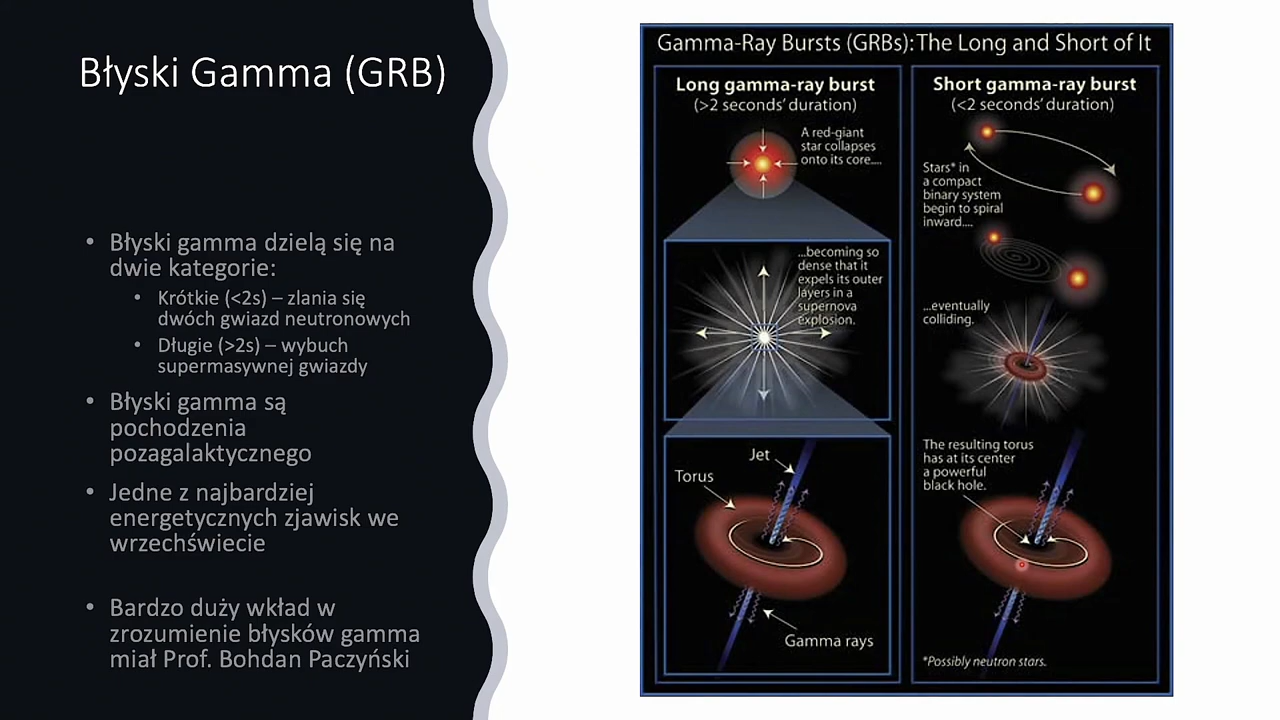 Błyski Gamma (GRB)
• Błyski gamma dzielą się na
dwie kategorie:
• Krótkie (<2s) – zlania się
dwóch gwiazd neutronowych
• Długie (>2s) – wybuch
supermasywnej gwiazdy
• Błyski gamma są
pochodzenia
pozagalaktycznego
• Jedne z najbardziej
energetycznych zjawisk we
wrzechświecie
• Bardzo duży wkład w
zrozumienie błysków gamma
miał Prof. Bohdan Paczyński
Gamma-Ray Bursts (GRBs): The Long and Short of It
Long gamma-ray burst
(>2 seconds’ duration)
A red-giant
star collapses
onto its core....
...becoming so
dense that it
expels its outer
layers in a
supernova
explosion.
Jet
Torus
Gamma rays
Short gamma-ray burst
(<2 seconds’ duration)
Stars* in
a compact
binary system
begin to spiral
inward....
...eventually
colliding.
The resulting torus
has at its center
a powerful
black hole.
*Possibly neutron stars.